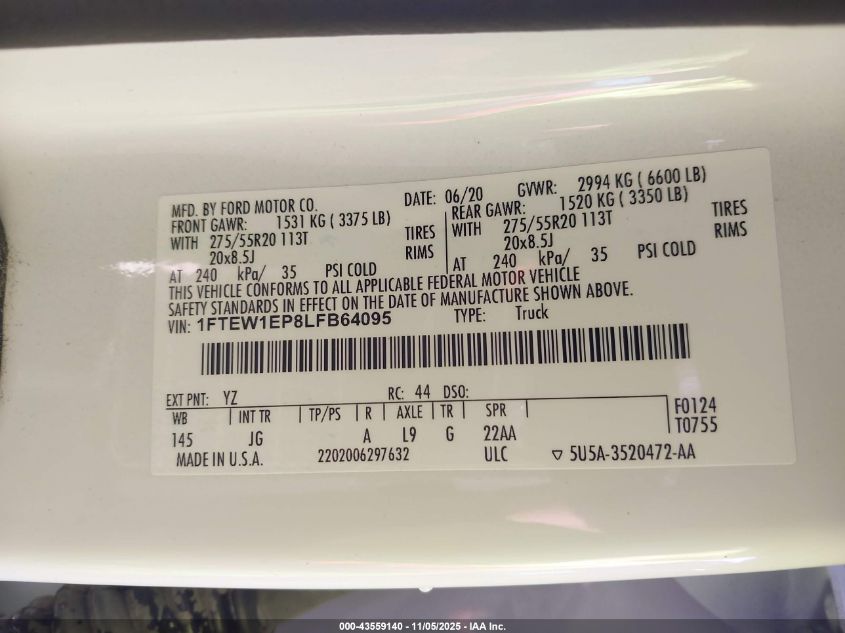 MFD. BY FORD MOTOR CO. DATE: 06/20 GVWR: 2994 KG ( 6600 LB)
FRONT GAWR: 1531 KG ( 3375 LB) REAR GAWR: 1520 KG ( 3350 LB)
WITH 275/55R20 113T TIRES WITH 275/55R20 113T TIRES
20x8.5J RIMS 20x8.5J RIMS
AT 240 kPa/ 35 PSI COLD AT 240 kPa/ 35 PSI COLD
THIS VEHICLE CONFORMS TO ALL APPLICABLE FEDERAL MOTOR VEHICLE
SAFETY STANDARDS IN EFFECT ON THE DATE OF MANUFACTURE SHOWN ABOVE.
VIN: 1FTEW1EP8LFB64095 TYPE: Truck
EXT PNT: YZ RC: 44 DSO:
WB INT TR TP/PS R AXLE TR SPR F0124
145 JG A L9 G 22AA T0755
MADE IN U.S.A. 2202006297632 ULC ▽ 5U5A-3520472-AA
000-43559140 - 11/05/2025 - IAA Inc.